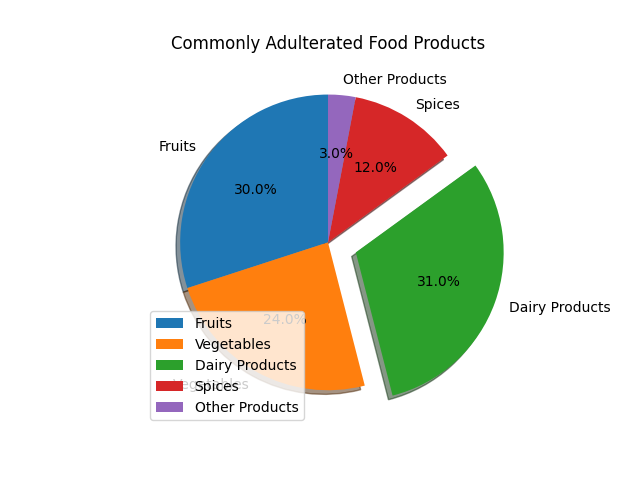 Commonly Adulterated Food Products
Other Products
Spices
Fruits
3.0%
12.0%
30.0%
31.0%
Dairy Products
24.0%
Vegetables
Fruits
Vegetables
Dairy Products
Spices
Other Products